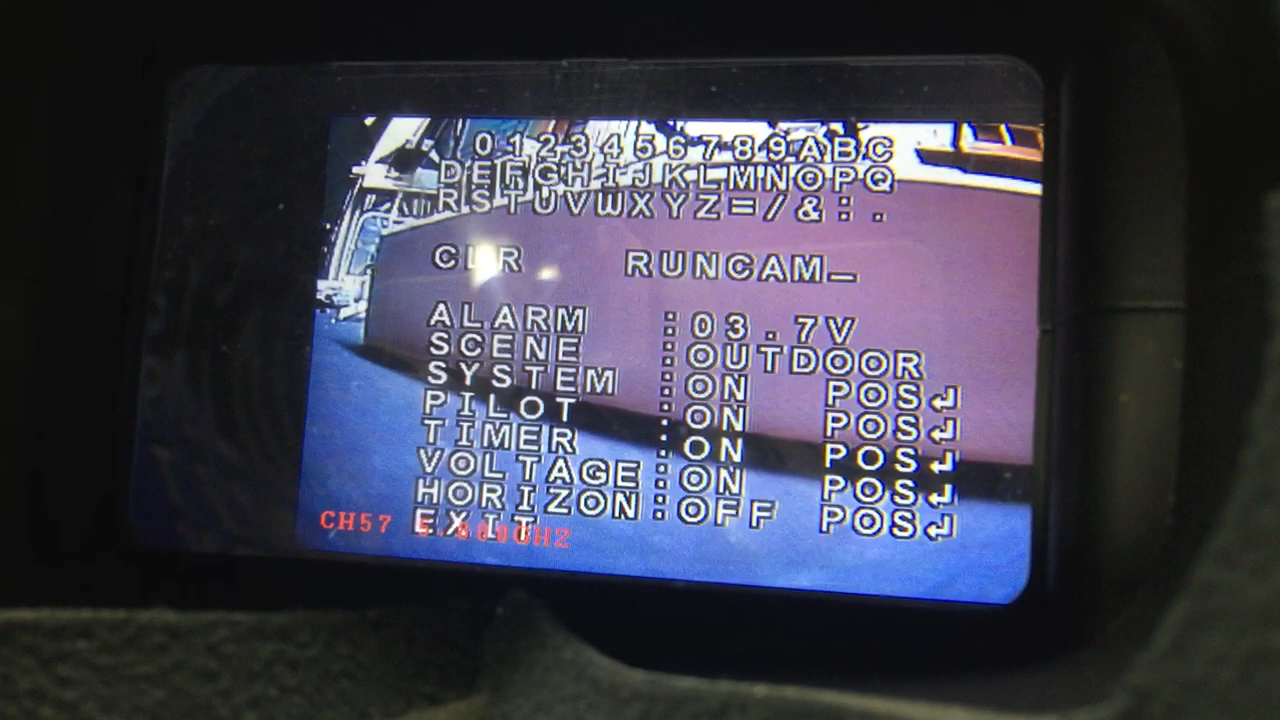 0123456789ABC
DEFGHIJKLMNOPQ
RSTUVWXYZ=/&:.
CLR RUNCAM_
ALARM :03.7V
SCENE :OUTDOOR
SYSTEM :ON POS↵
PILOT :ON POS↵
TIMER :ON POS↵
VOLTAGE:ON POS↵
HORIZON:OFF POS↵
EXIT
CH57